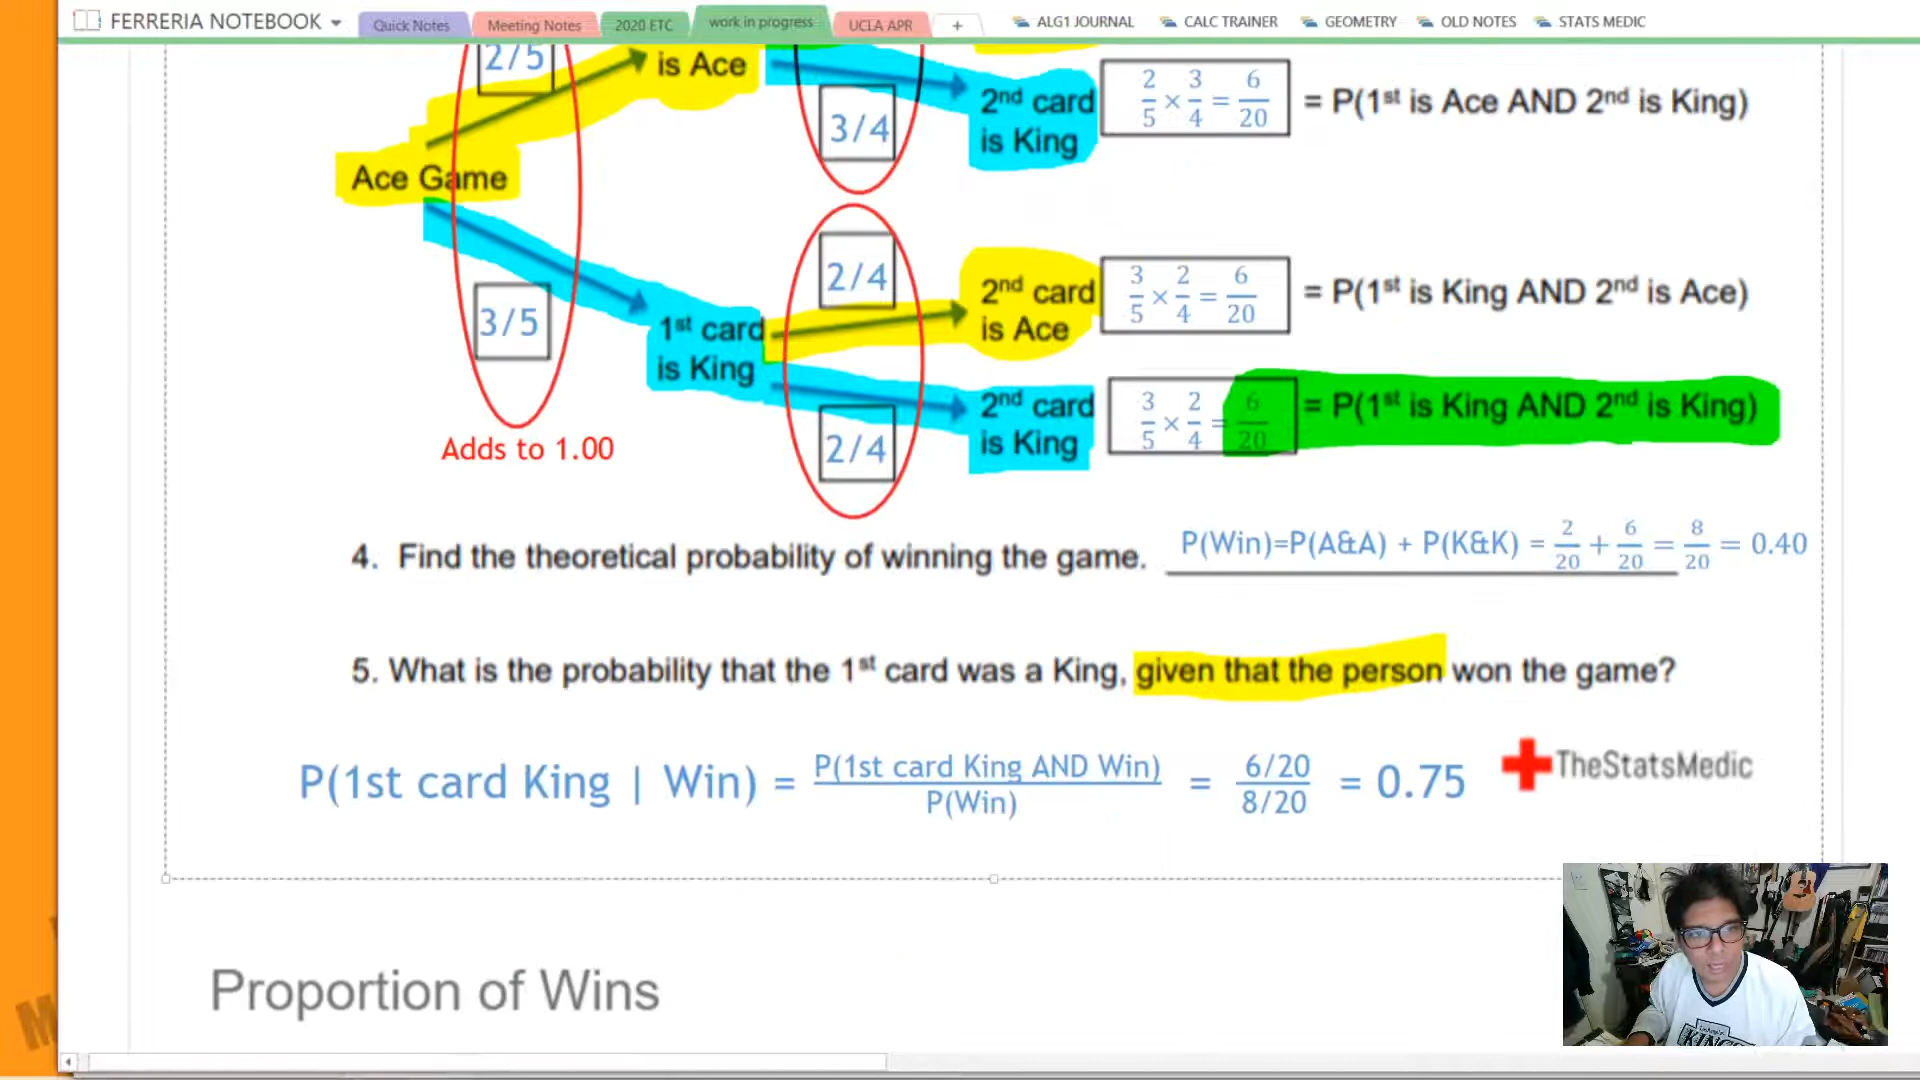 FERRERIA NOTEBOOK
Quick Notes
Meeting Notes
2020 ETC
work in progress
UCLA APR
+
ALG1 JOURNAL
CALC TRAINER
GEOMETRY
OLD NOTES
STATS MEDIC
2/5
is Ace
3/4
2nd card
is King
2/5 × 3/4 = 6/20
= P(1st is Ace AND 2nd is King)
Ace Game
3/5
1st card
is King
2/4
2nd card
is Ace
3/5 × 2/4 = 6/20
= P(1st is King AND 2nd is Ace)
2/4
2nd card
is King
3/5 × 2/4 = 6/20
= P(1st is King AND 2nd is King)
Adds to 1.00
4. Find the theoretical probability of winning the game. P(Win)=P(A&A) + P(K&K) = 2/20 + 6/20 = 8/20 = 0.40
5. What is the probability that the 1st card was a King, given that the person won the game?
P(1st card King | Win) = P(1st card King AND Win) / P(Win) = 6/20 / 8/20 = 0.75
TheStatsMedic
Proportion of Wins
KINGS